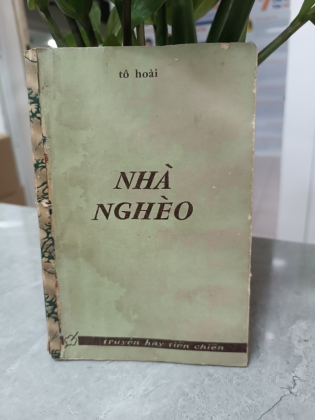 tô hoài
NHÀ
NGHÈO
truyện hay tiền chiến